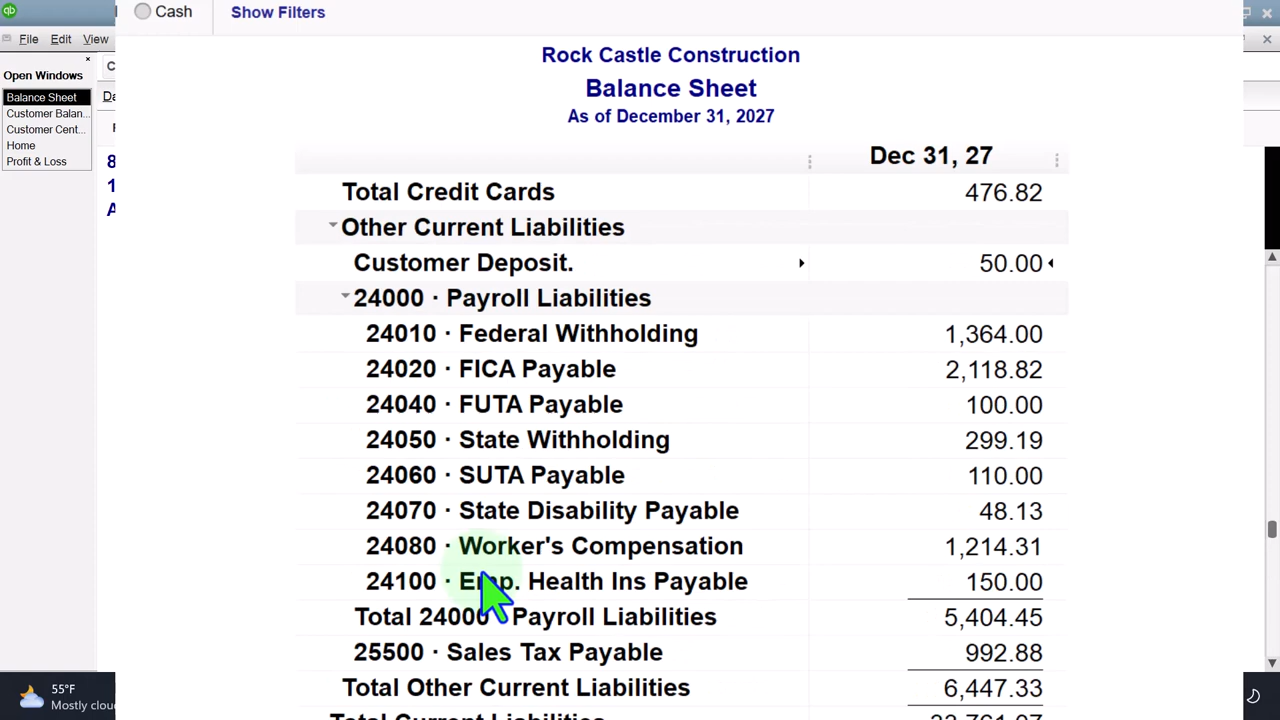 Cash Show Filters
File Edit View
Open Windows
Balance Sheet
Customer Balan...
Customer Cent...
Home
Profit & Loss
Rock Castle Construction
Balance Sheet
As of December 31, 2027
Dec 31, 27
Total Credit Cards 476.82
Other Current Liabilities
Customer Deposit. 50.00
24000 · Payroll Liabilities
24010 · Federal Withholding 1,364.00
24020 · FICA Payable 2,118.82
24040 · FUTA Payable 100.00
24050 · State Withholding 299.19
24060 · SUTA Payable 110.00
24070 · State Disability Payable 48.13
24080 · Worker's Compensation 1,214.31
24100 · Emp. Health Ins Payable 150.00
Total 24000 · Payroll Liabilities 5,404.45
25500 · Sales Tax Payable 992.88
Total Other Current Liabilities 6,447.33
55°F